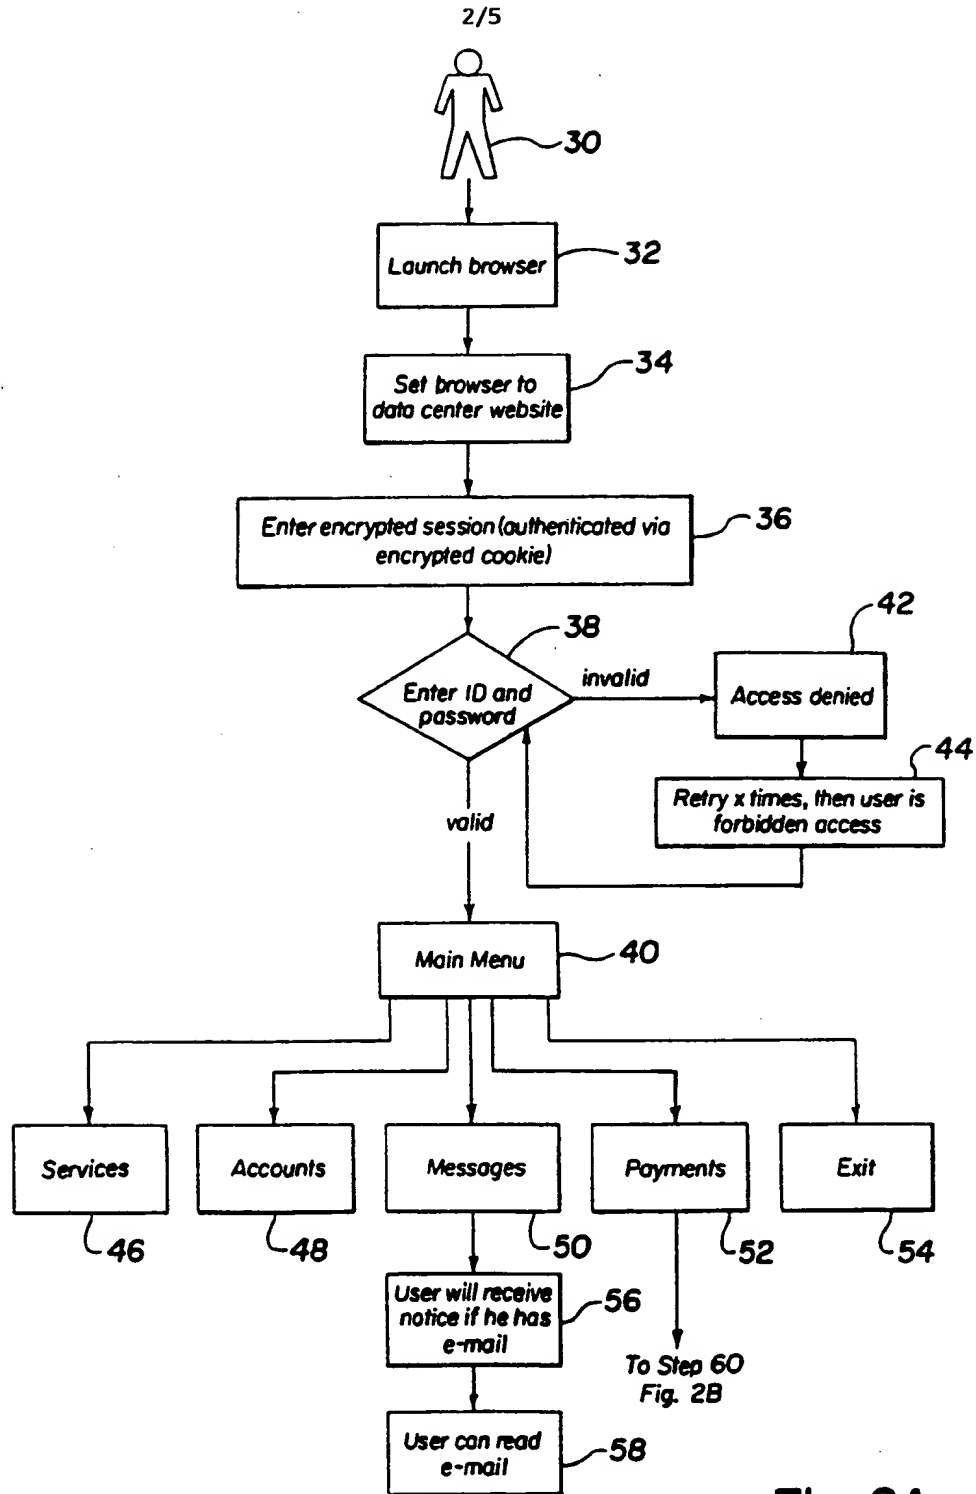 2/5
30
Launch browser
32
Set browser to
data center website
34
Enter encrypted session (authenticated via
encrypted cookie)
36
38
Enter ID and
password
invalid
42
Access denied
44
Retry x times, then user is
forbidden access
valid
Main Menu
40
Services
Accounts
Messages
Payments
Exit
46
48
50
52
54
User will receive
notice if he has
e-mail
56
To Step 60
Fig. 2B
User can read
e-mail
58